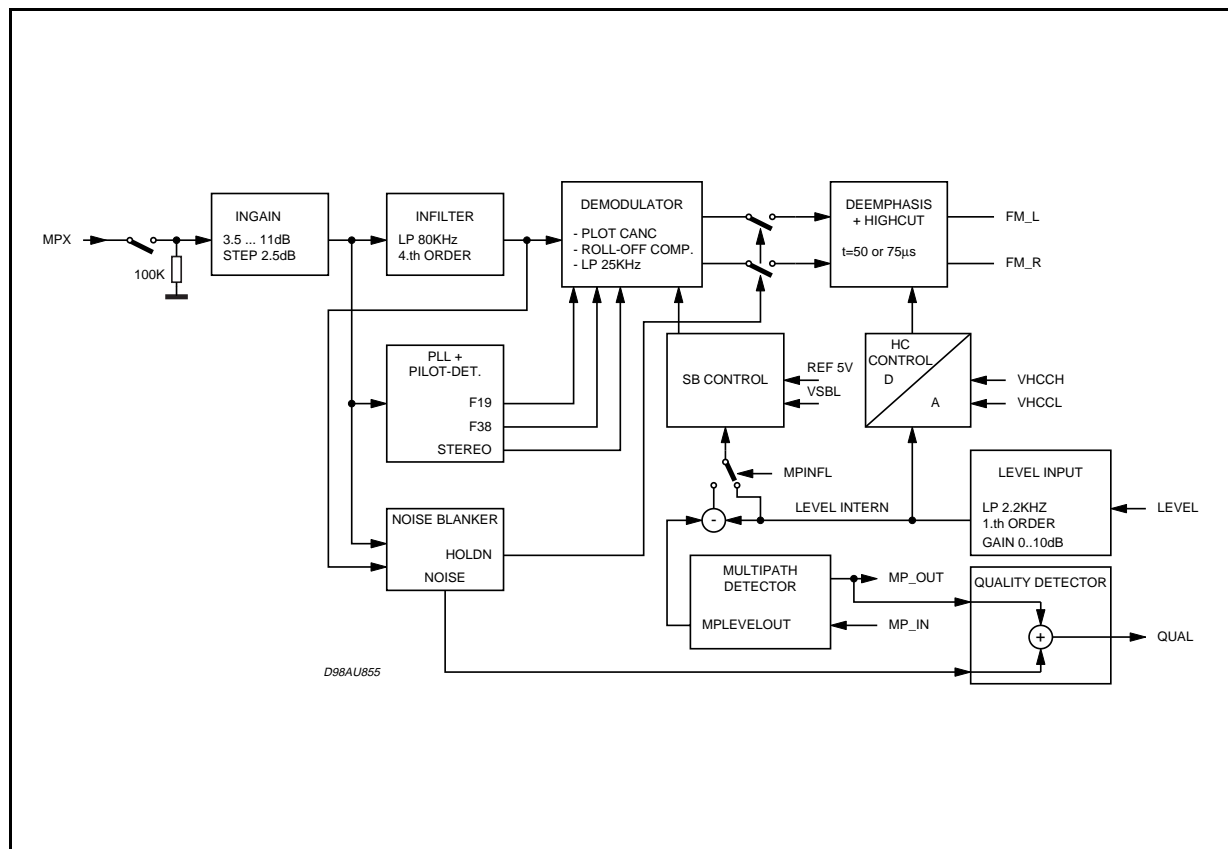 MPX
100K
INGAIN
3.5 ... 11dB
STEP 2.5dB
INFILTER
LP 80KHz
4.th ORDER
DEMODULATOR
- PLOT CANC
- ROLL-OFF COMP.
- LP 25KHz
DEEMPHASIS
+ HIGHCUT
t=50 or 75µs
FM_L
FM_R
PLL +
PILOT-DET.
F19
F38
STEREO
SB CONTROL
REF 5V
VSBL
HC
CONTROL
D
A
VHCCH
VHCCL
MPINFL
LEVEL INTERN
-
LEVEL INPUT
LP 2.2KHZ
1.th ORDER
GAIN 0..10dB
LEVEL
NOISE BLANKER
HOLDN
NOISE
MULTIPATH
DETECTOR
MPLEVELOUT
MP_OUT
MP_IN
QUALITY DETECTOR
+
QUAL
D98AU855